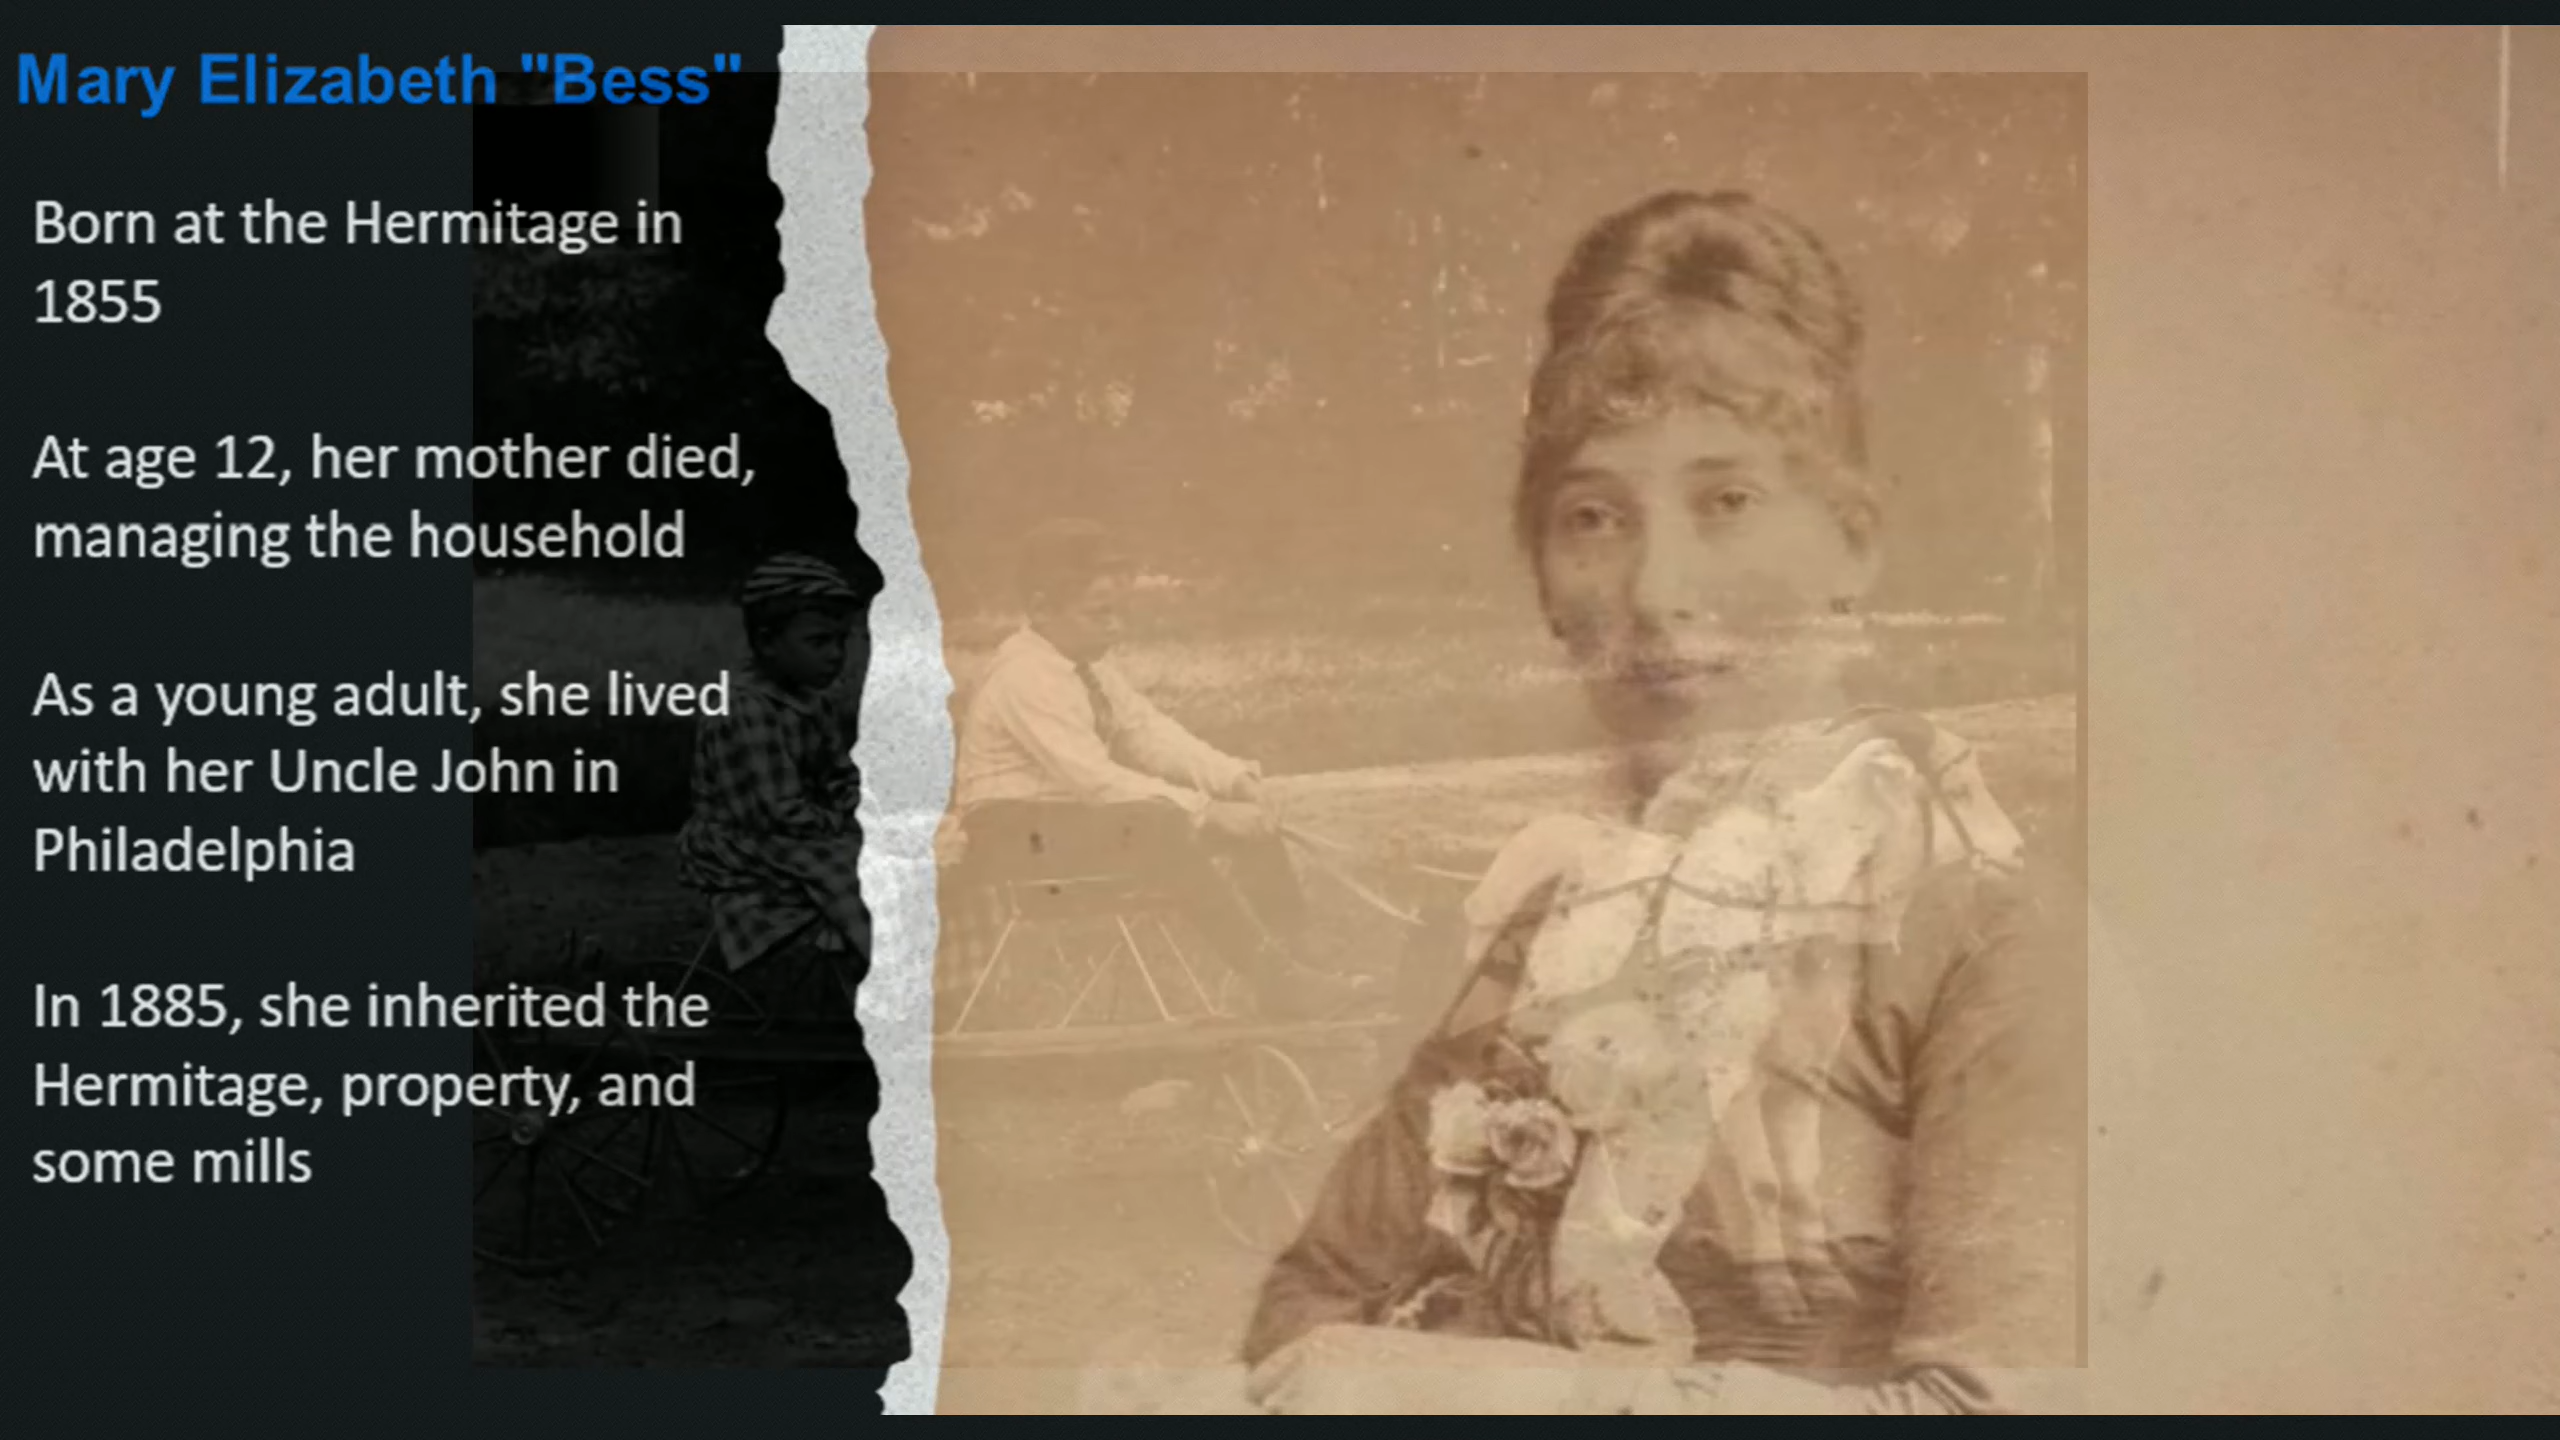 Mary Elizabeth "Bess"
Born at the Hermitage in
1855
At age 12, her mother died,
managing the household
As a young adult, she lived
with her Uncle John in
Philadelphia
In 1885, she inherited the
Hermitage, property, and
some mills